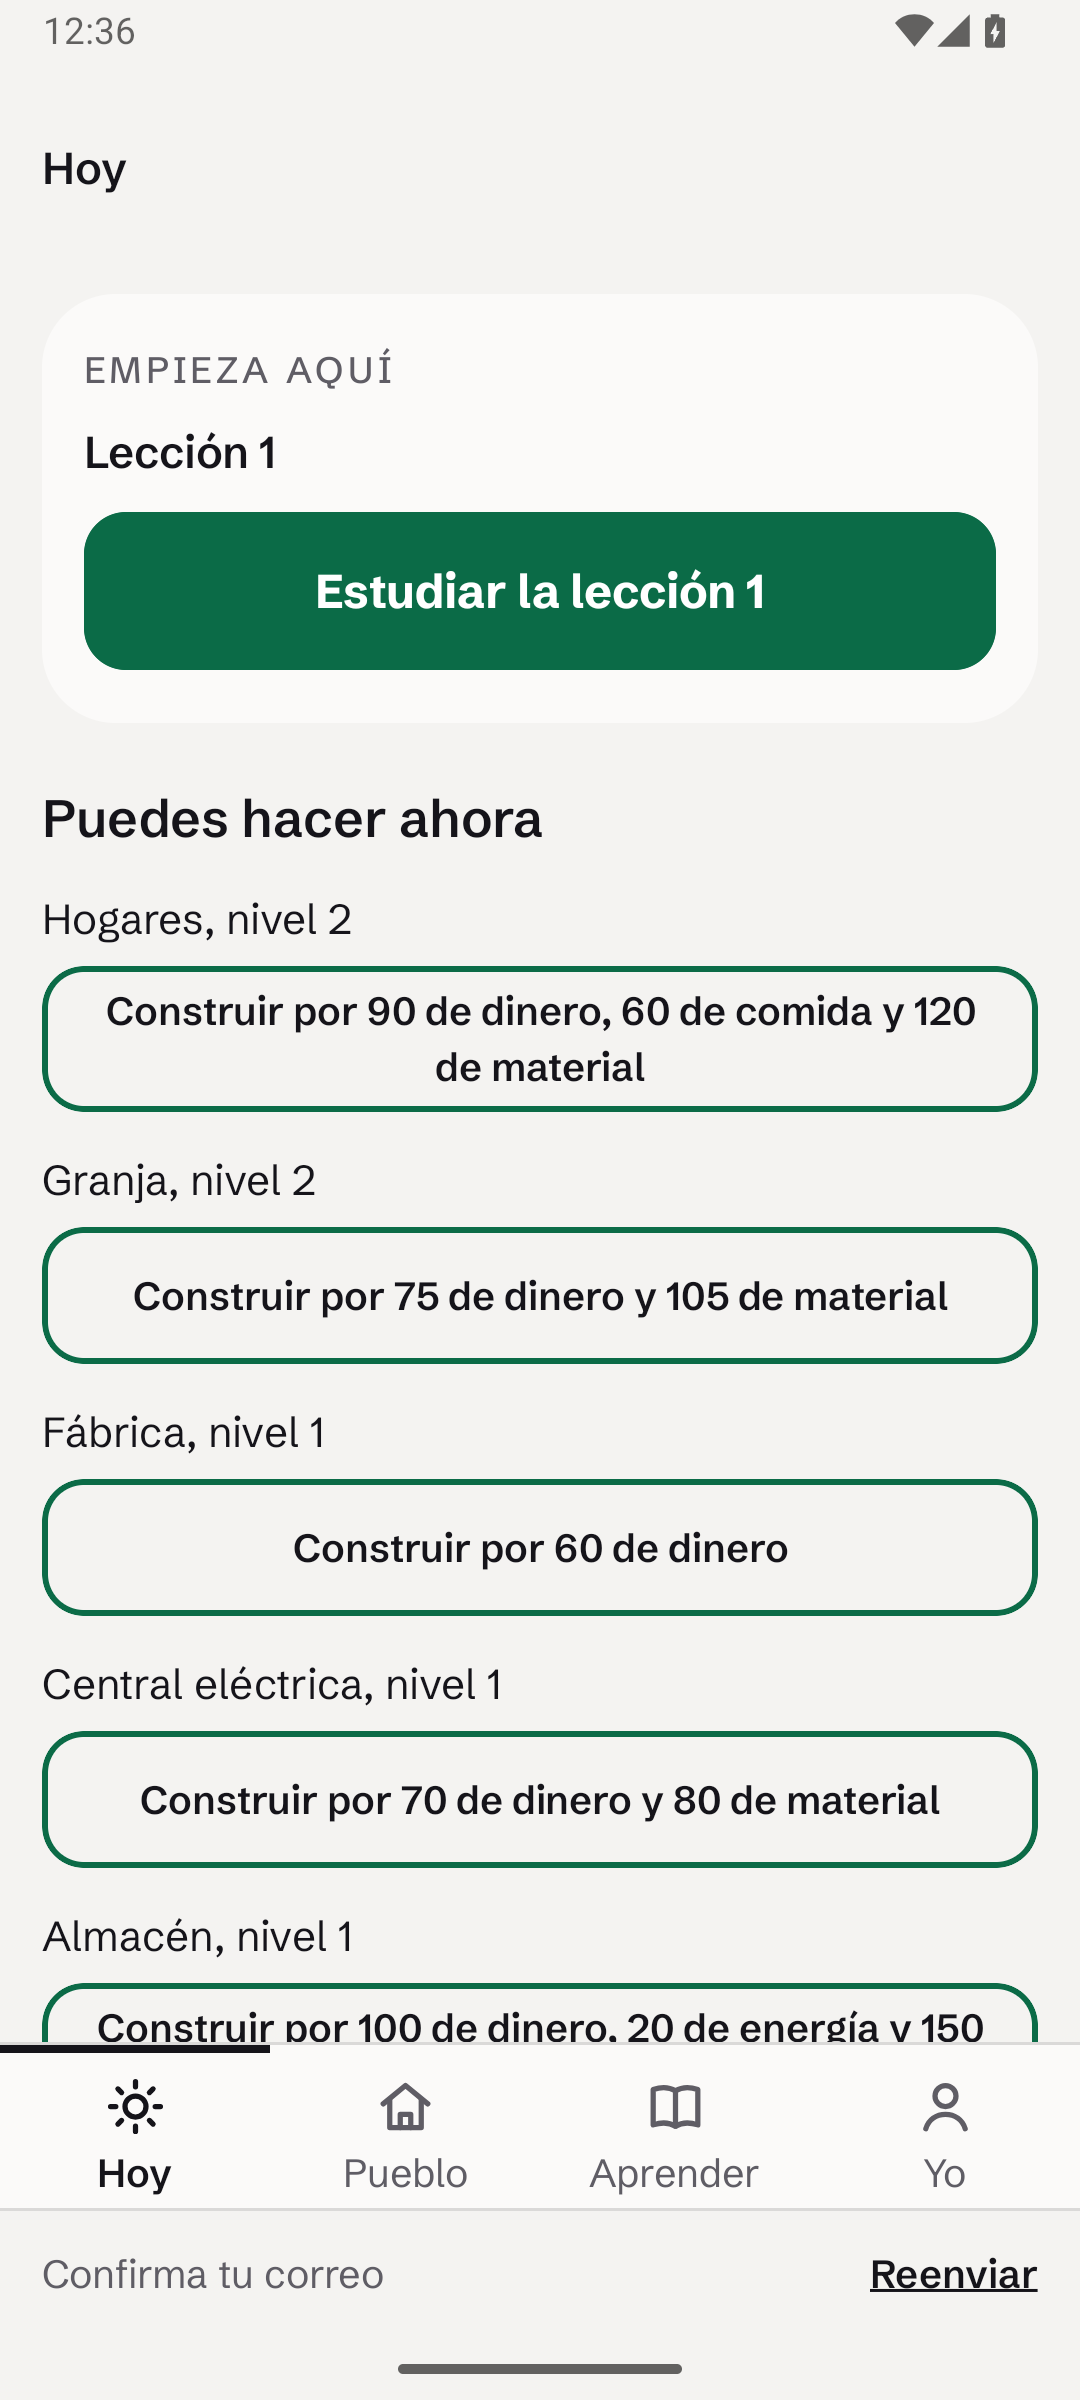 12:36
Hoy
EMPIEZA AQUÍ
Lección 1
Estudiar la lección 1
Puedes hacer ahora
Hogares, nivel 2
Construir por 90 de dinero, 60 de comida y 120
de material
Granja, nivel 2
Construir por 75 de dinero y 105 de material
Fábrica, nivel 1
Construir por 60 de dinero
Central eléctrica, nivel 1
Construir por 70 de dinero y 80 de material
Almacén, nivel 1
Construir por 100 de dinero, 20 de energía y 150
Hoy
Pueblo
Aprender
Yo
Confirma tu correo
Reenviar